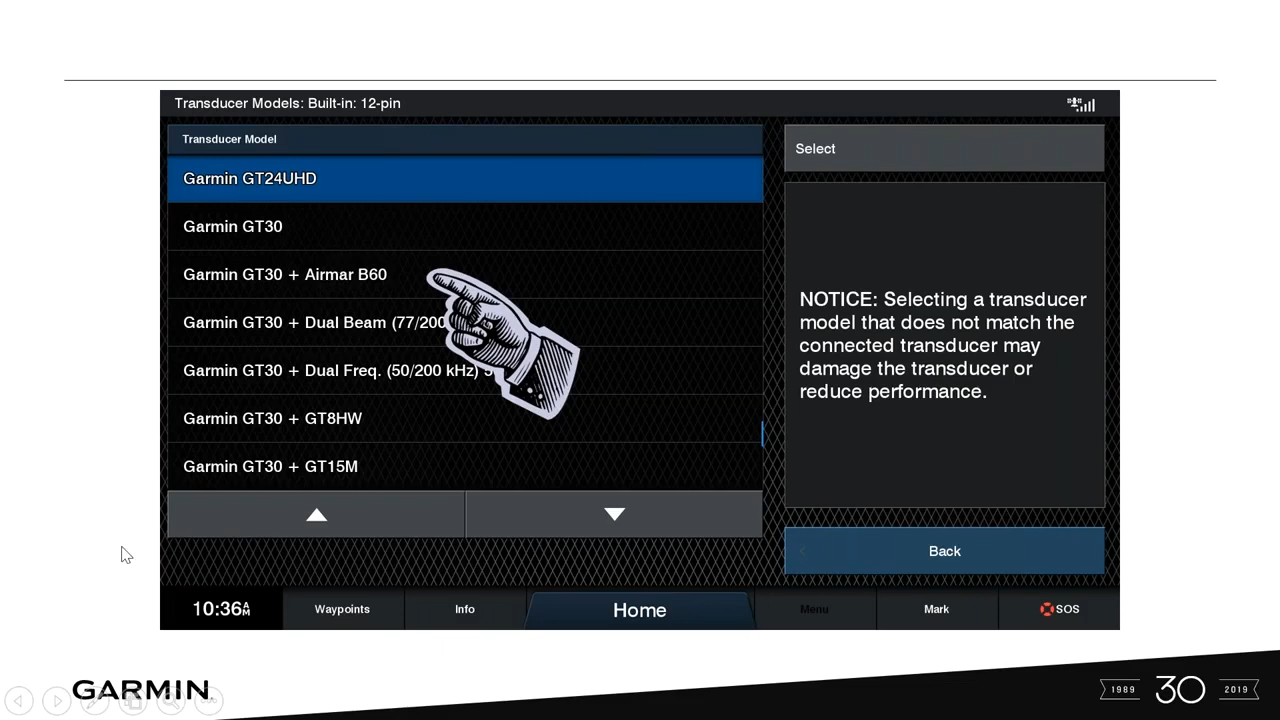 Transducer Models: Built-in: 12-pin
Transducer Model
Garmin GT24UHD
Garmin GT30
Garmin GT30 + Airmar B60
Garmin GT30 + Dual Beam (77/200
Garmin GT30 + Dual Freq. (50/200 kHz)
Garmin GT30 + GT8HW
Garmin GT30 + GT15M
Select
NOTICE: Selecting a transducer
model that does not match the
connected transducer may
damage the transducer or
reduce performance.
Back
10:36AM
Waypoints
Info
Home
Menu
Mark
SOS
GARMIN.
1989
30
2019